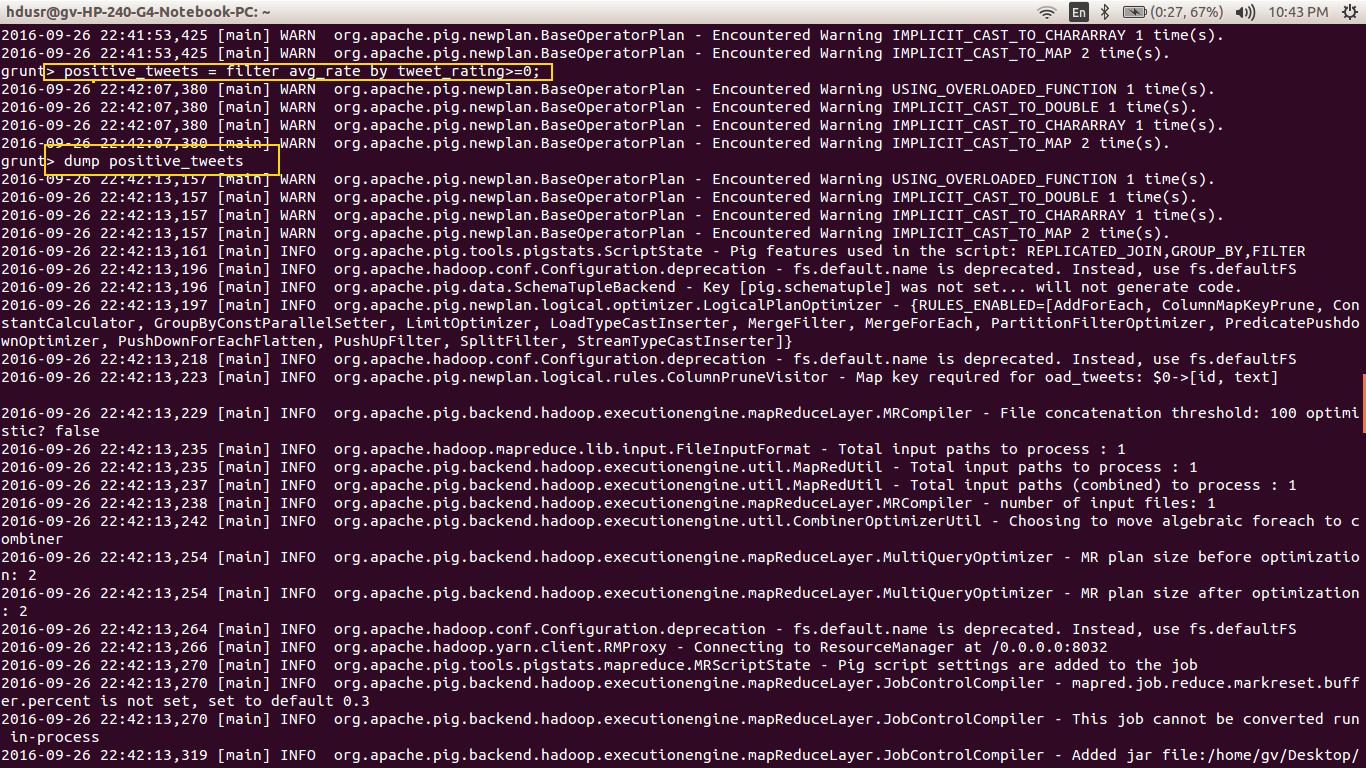 hdusr@gv-HP-240-G4-Notebook-PC: ~ En (0:27, 67%) 10:43 PM
2016-09-26 22:41:53,425 [main] WARN  org.apache.pig.newplan.BaseOperatorPlan - Encountered Warning IMPLICIT_CAST_TO_CHARARRAY 1 time(s).
2016-09-26 22:41:53,425 [main] WARN  org.apache.pig.newplan.BaseOperatorPlan - Encountered Warning IMPLICIT_CAST_TO_MAP 2 time(s).
grunt> positive_tweets = filter avg_rate by tweet_rating>=0;
2016-09-26 22:42:07,380 [main] WARN  org.apache.pig.newplan.BaseOperatorPlan - Encountered Warning USING_OVERLOADED_FUNCTION 1 time(s).
2016-09-26 22:42:07,380 [main] WARN  org.apache.pig.newplan.BaseOperatorPlan - Encountered Warning IMPLICIT_CAST_TO_DOUBLE 1 time(s).
2016-09-26 22:42:07,380 [main] WARN  org.apache.pig.newplan.BaseOperatorPlan - Encountered Warning IMPLICIT_CAST_TO_CHARARRAY 1 time(s).
2016-09-26 22:42:07,380 [main] WARN  org.apache.pig.newplan.BaseOperatorPlan - Encountered Warning IMPLICIT_CAST_TO_MAP 2 time(s).
grunt> dump positive_tweets
2016-09-26 22:42:13,157 [main] WARN  org.apache.pig.newplan.BaseOperatorPlan - Encountered Warning USING_OVERLOADED_FUNCTION 1 time(s).
2016-09-26 22:42:13,157 [main] WARN  org.apache.pig.newplan.BaseOperatorPlan - Encountered Warning IMPLICIT_CAST_TO_DOUBLE 1 time(s).
2016-09-26 22:42:13,157 [main] WARN  org.apache.pig.newplan.BaseOperatorPlan - Encountered Warning IMPLICIT_CAST_TO_CHARARRAY 1 time(s).
2016-09-26 22:42:13,157 [main] WARN  org.apache.pig.newplan.BaseOperatorPlan - Encountered Warning IMPLICIT_CAST_TO_MAP 2 time(s).
2016-09-26 22:42:13,161 [main] INFO  org.apache.pig.tools.pigstats.ScriptState - Pig features used in the script: REPLICATED_JOIN,GROUP_BY,FILTER
2016-09-26 22:42:13,196 [main] INFO  org.apache.hadoop.conf.Configuration.deprecation - fs.default.name is deprecated. Instead, use fs.defaultFS
2016-09-26 22:42:13,196 [main] INFO  org.apache.pig.data.SchemaTupleBackend - Key [pig.schematuple] was not set... will not generate code.
2016-09-26 22:42:13,197 [main] INFO  org.apache.pig.newplan.logical.optimizer.LogicalPlanOptimizer - {RULES_ENABLED=[AddForEach, ColumnMapKeyPrune, Con
stantCalculator, GroupByConstParallelSetter, LimitOptimizer, LoadTypeCastInserter, MergeFilter, MergeForEach, PartitionFilterOptimizer, PredicatePushdo
wnOptimizer, PushDownForEachFlatten, PushUpFilter, SplitFilter, StreamTypeCastInserter]}
2016-09-26 22:42:13,218 [main] INFO  org.apache.hadoop.conf.Configuration.deprecation - fs.default.name is deprecated. Instead, use fs.defaultFS
2016-09-26 22:42:13,223 [main] INFO  org.apache.pig.newplan.logical.rules.ColumnPruneVisitor - Map key required for oad_tweets: $0->[id, text]
2016-09-26 22:42:13,229 [main] INFO  org.apache.pig.backend.hadoop.executionengine.mapReduceLayer.MRCompiler - File concatenation threshold: 100 optimi
stic? false
2016-09-26 22:42:13,235 [main] INFO  org.apache.hadoop.mapreduce.lib.input.FileInputFormat - Total input paths to process : 1
2016-09-26 22:42:13,235 [main] INFO  org.apache.pig.backend.hadoop.executionengine.util.MapRedUtil - Total input paths to process : 1
2016-09-26 22:42:13,237 [main] INFO  org.apache.pig.backend.hadoop.executionengine.util.MapRedUtil - Total input paths (combined) to process : 1
2016-09-26 22:42:13,238 [main] INFO  org.apache.pig.backend.hadoop.executionengine.mapReduceLayer.MRCompiler - number of input files: 1
2016-09-26 22:42:13,242 [main] INFO  org.apache.pig.backend.hadoop.executionengine.util.CombinerOptimizerUtil - Choosing to move algebraic foreach to c
ombiner
2016-09-26 22:42:13,254 [main] INFO  org.apache.pig.backend.hadoop.executionengine.mapReduceLayer.MultiQueryOptimizer - MR plan size before optimizatio
n: 2
2016-09-26 22:42:13,254 [main] INFO  org.apache.pig.backend.hadoop.executionengine.mapReduceLayer.MultiQueryOptimizer - MR plan size after optimization
: 2
2016-09-26 22:42:13,264 [main] INFO  org.apache.hadoop.conf.Configuration.deprecation - fs.default.name is deprecated. Instead, use fs.defaultFS
2016-09-26 22:42:13,266 [main] INFO  org.apache.hadoop.yarn.client.RMProxy - Connecting to ResourceManager at /0.0.0.0:8032
2016-09-26 22:42:13,270 [main] INFO  org.apache.pig.tools.pigstats.mapreduce.MRScriptState - Pig script settings are added to the job
2016-09-26 22:42:13,270 [main] INFO  org.apache.pig.backend.hadoop.executionengine.mapReduceLayer.JobControlCompiler - mapred.job.reduce.markreset.buff
er.percent is not set, set to default 0.3
2016-09-26 22:42:13,270 [main] INFO  org.apache.pig.backend.hadoop.executionengine.mapReduceLayer.JobControlCompiler - This job cannot be converted run
 in-process
2016-09-26 22:42:13,319 [main] INFO  org.apache.pig.backend.hadoop.executionengine.mapReduceLayer.JobControlCompiler - Added jar file:/home/gv/Desktop/